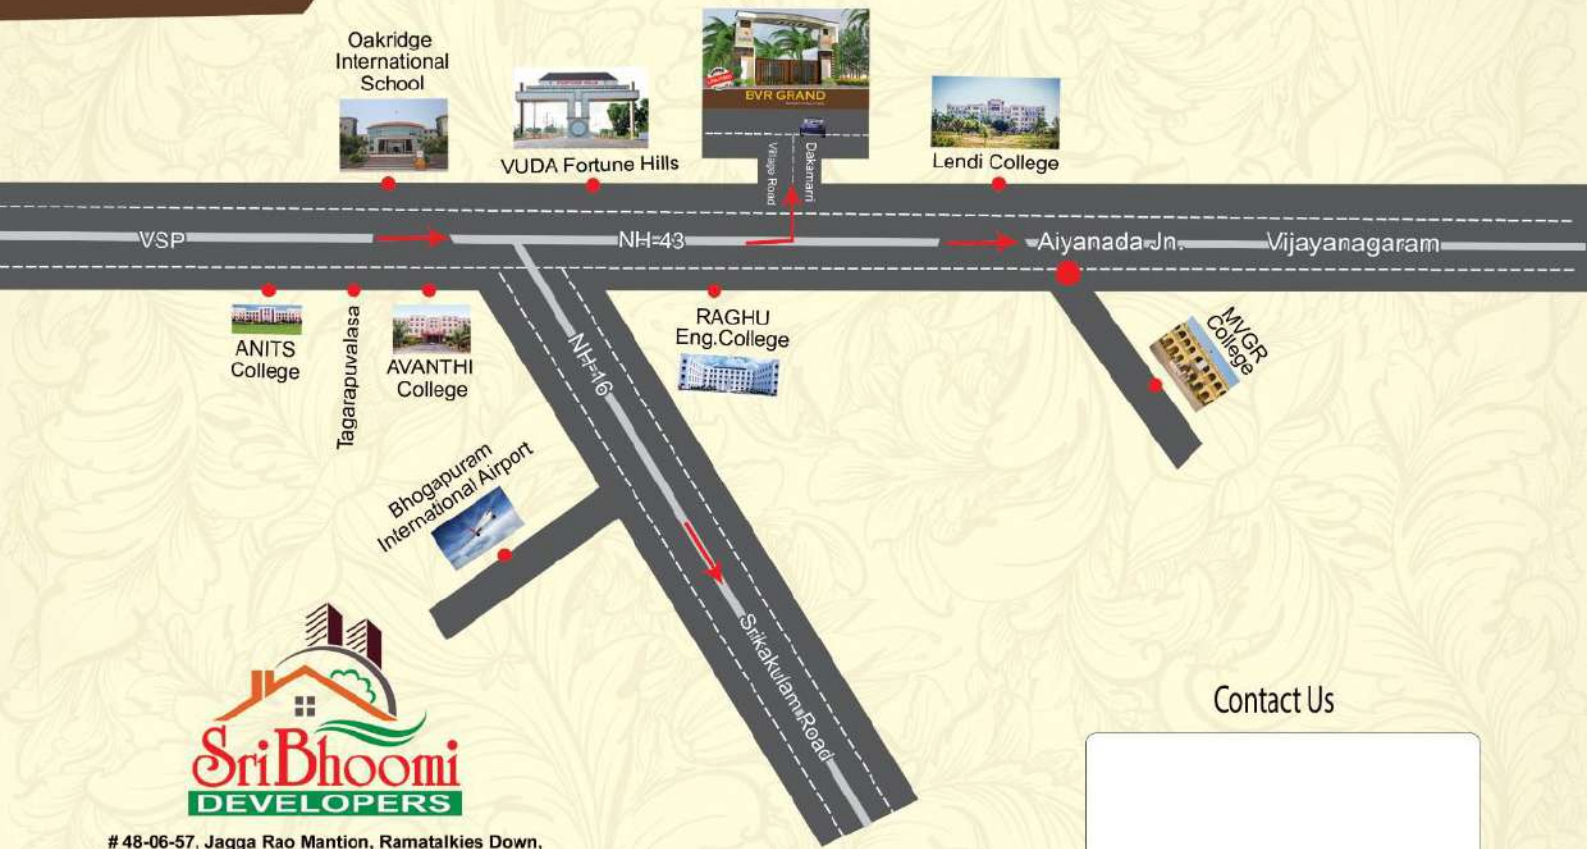 Oakridge
International
School
VUDA Fortune Hills
BVR GRAND
Lendi College
Village Road
Dakamarri
VSP
NH-43
Aiyanada Jn.
Vijayanagaram
ANITS
College
Tagarapuvalasa
AVANTHI
College
NH-16
RAGHU
Eng.College
MVGR
College
Bhogapuram
International Airport
Srikakulam Road
Contact Us
SriBhoomi
DEVELOPERS
# 48-06-57, Jagga Rao Mantion, Ramatalkies Down,